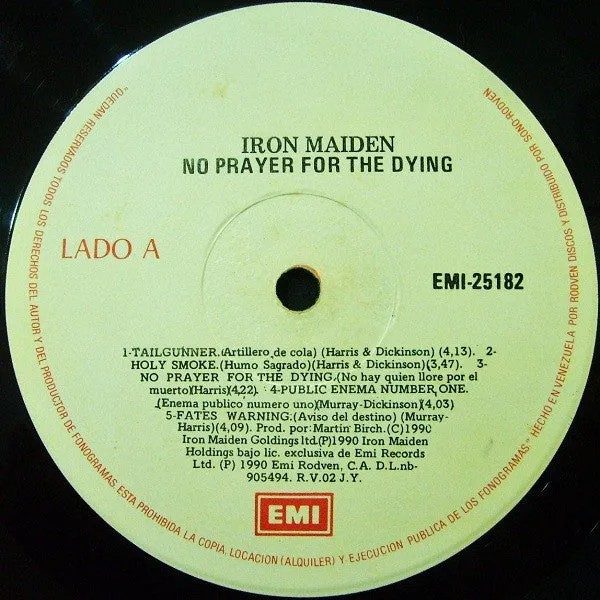 IRON MAIDEN
NO PRAYER FOR THE DYING
LADO A
EMI-25182
1-TAILGUNNER.(Artillero de cola) (Harris & Dickinson) (4,13). 2-
HOLY SMOKE.(Humo Sagrado)(Harris & Dickinson)(3,47). 3-
NO PRAYER FOR THE DYING.(No hay quien llore por el
muerto)(Harris)(4,22). 4-PUBLIC ENEMA NUMBER ONE.
(Enema publico numero uno)(Murray-Dickinson)(4,03)
5-FATES WARNING:(Aviso del destino) (Murray-
Harris)(4,09). Prod. por: Martin Birch.(C)1990
Iron Maiden Goldings ltd.(P)1990 Iron Maiden
Holdings bajo lic. exclusiva de Emi Records
Ltd. (P) 1990 Emi Rodven, C.A. D.L.nb-
905494. R.V.02 J.Y.
EMI
"QUEDAN RESERVADOS TODOS LOS DERECHOS DEL AUTOR Y DEL PRODUCTOR DE FONOGRAMAS. ESTA PROHIBIDA LA COPIA, LOCACION (ALQUILER) Y EJECUCION PUBLICA DE LOS FONOGRAMAS" HECHO EN VENEZUELA POR RODVEN DISCOS Y DISTRIBUIDO POR SONO-RODVEN